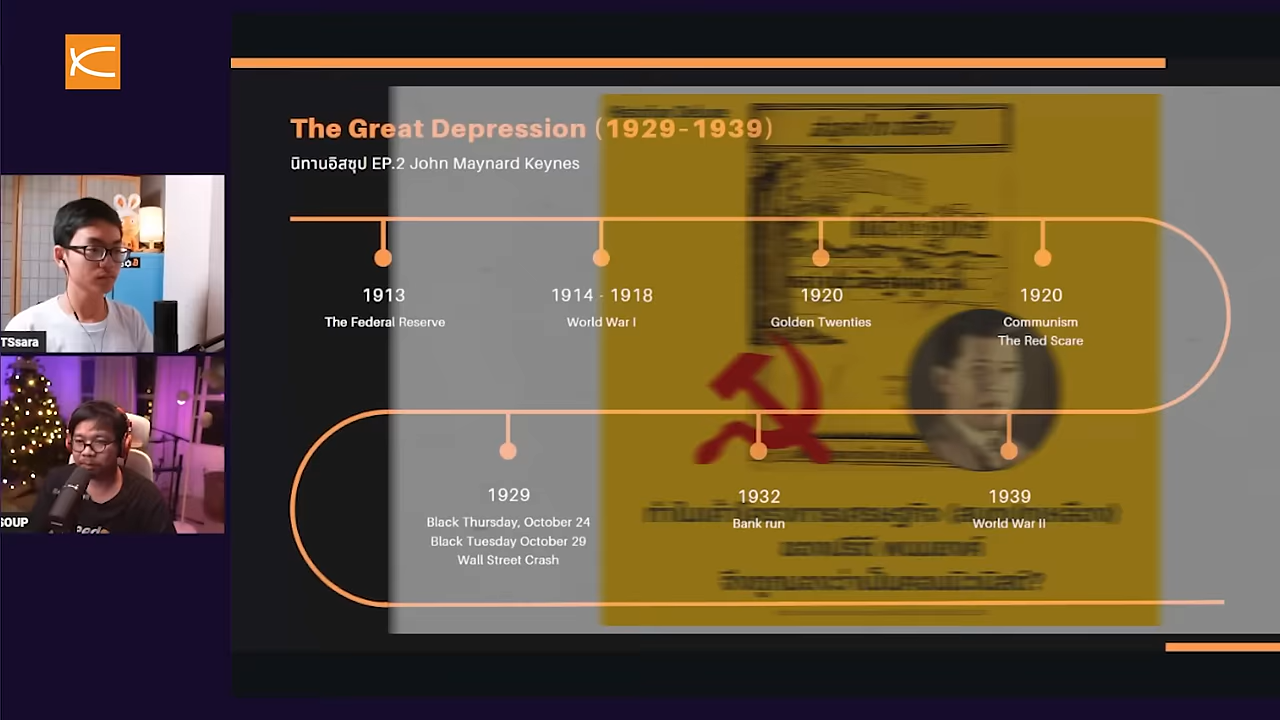 The Great Depression (1929-1939)
นิทานอิสซุป EP.2 John Maynard Keynes
1913
The Federal Reserve
1914 - 1918
World War I
1920
Golden Twenties
1920
Communism
The Red Scare
TSsara
SOUP
1929
Black Thursday, October 24
Black Tuesday October 29
Wall Street Crash
1932
Bank run
1939
World War II